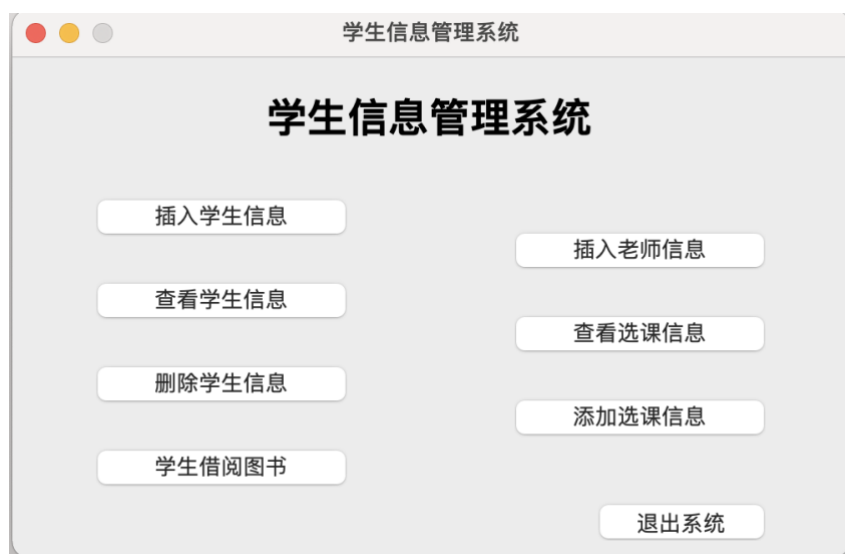 学生信息管理系统
学生信息管理系统
插入学生信息
插入老师信息
查看学生信息
查看选课信息
删除学生信息
添加选课信息
学生借阅图书
退出系统